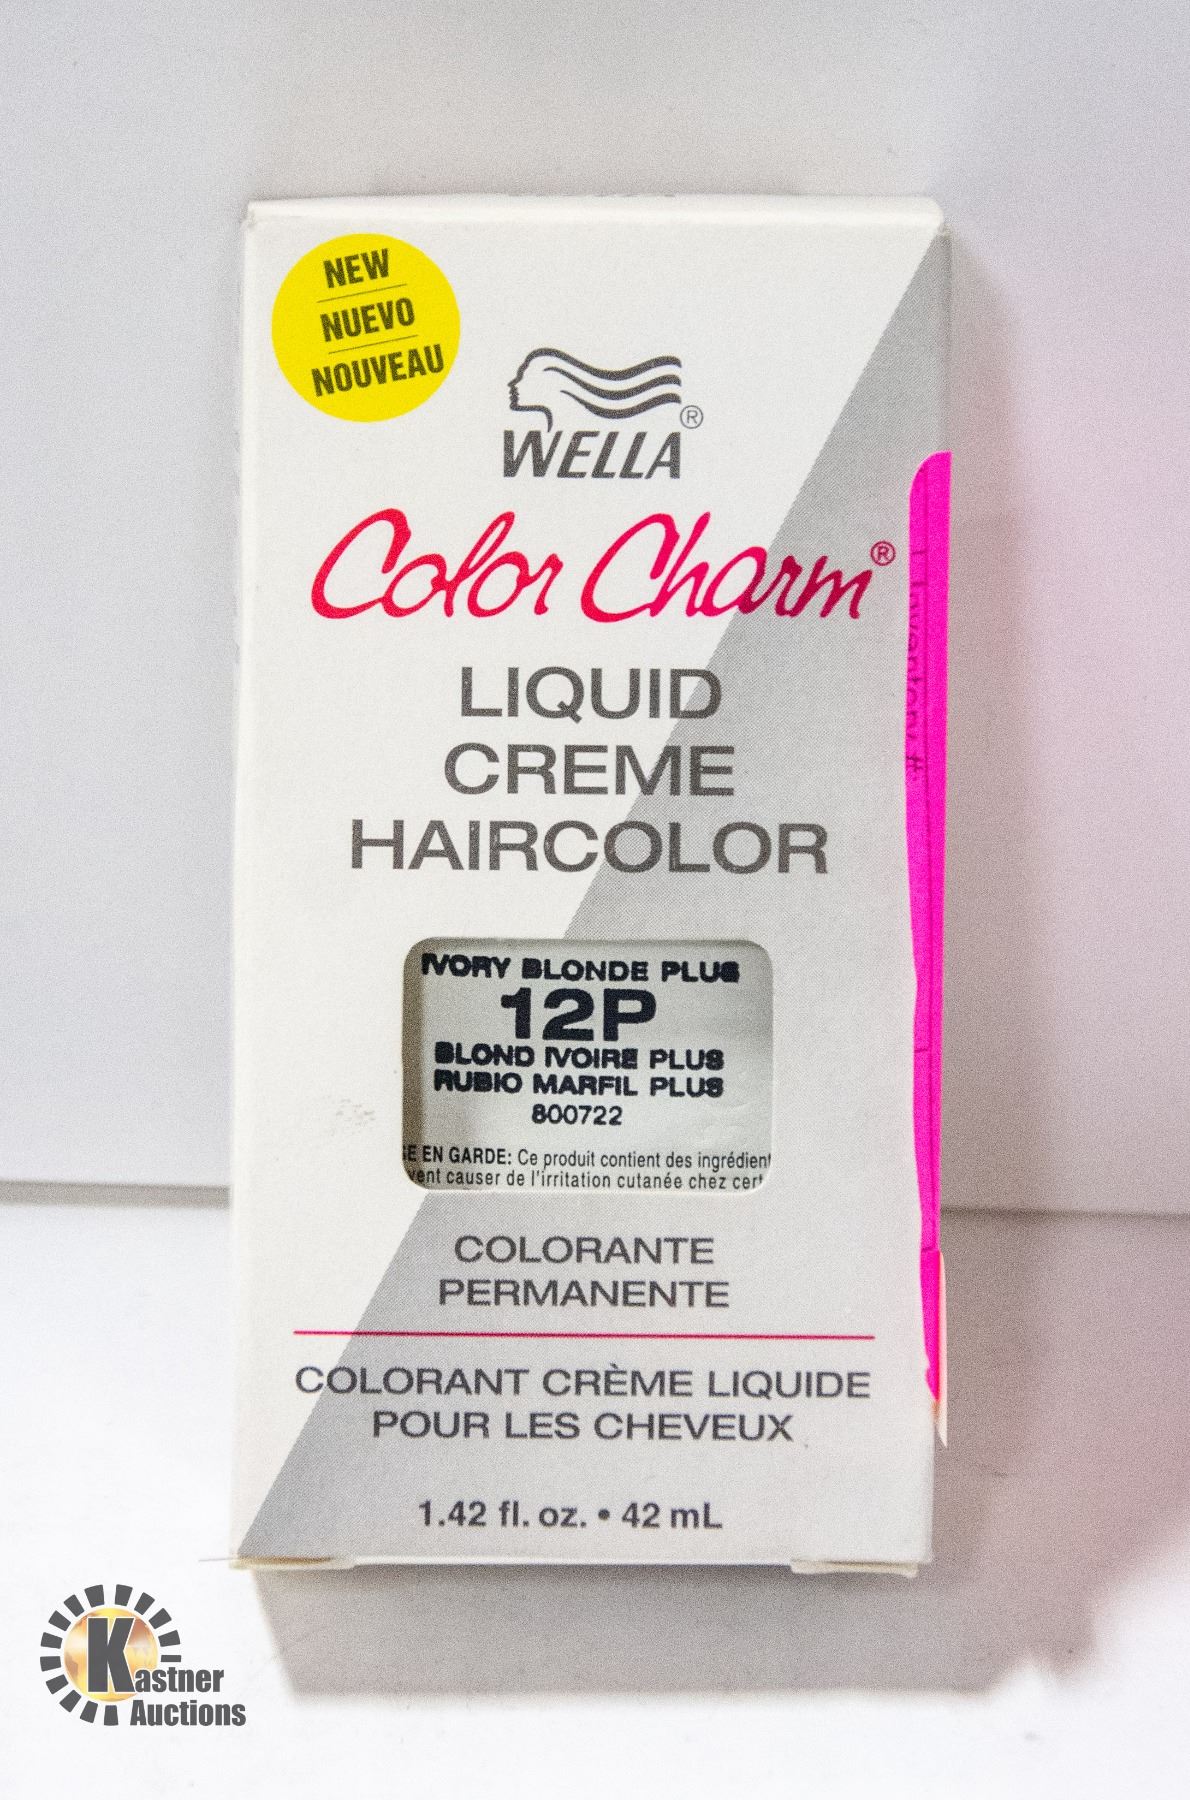 NEW
NUEVO
NOUVEAU
WELLA®
Color Charm®
LIQUID
CREME
HAIRCOLOR
Inventory #:
IVORY BLONDE PLUS
12P
BLOND IVOIRE PLUS
RUBIO MARFIL PLUS
800722
EN GARDE: Ce produit contient des ingrédient
vent causer de l'irritation cutanée chez cert
COLORANTE
PERMANENTE
COLORANT CRÈME LIQUIDE
POUR LES CHEVEUX
1.42 fl. oz. • 42 mL
Kastner
Auctions